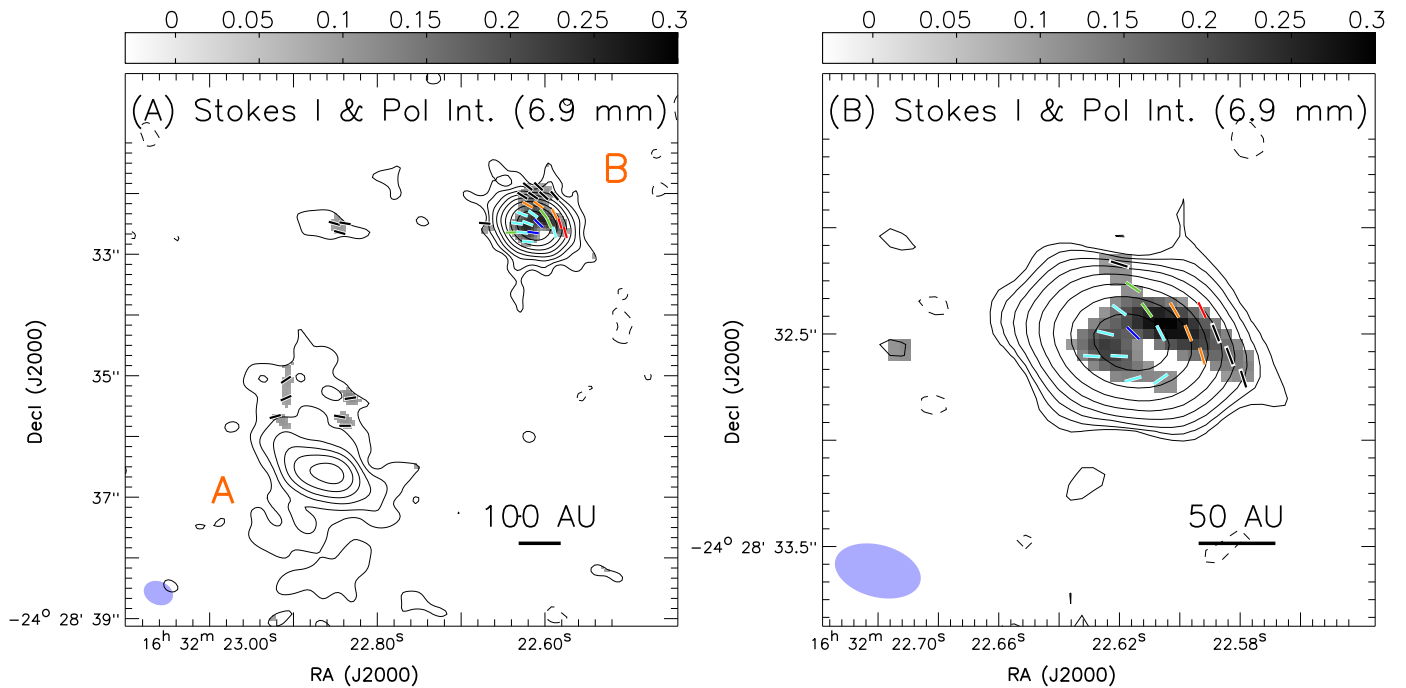 0 0.05 0.1 0.15 0.2 0.25 0.3
(A) Stokes I & Pol Int. (6.9 mm)
B
A
100 AU
33''
35''
37''
−24° 28' 39''
Decl (J2000)
16ʰ 32ᵐ 23.00ˢ 22.80ˢ 22.60ˢ
RA (J2000)
0 0.05 0.1 0.15 0.2 0.25 0.3
(B) Stokes I & Pol Int. (6.9 mm)
50 AU
32.5''
−24° 28' 33.5''
Decl (J2000)
16ʰ 32ᵐ 22.70ˢ 22.66ˢ 22.62ˢ 22.58ˢ
RA (J2000)